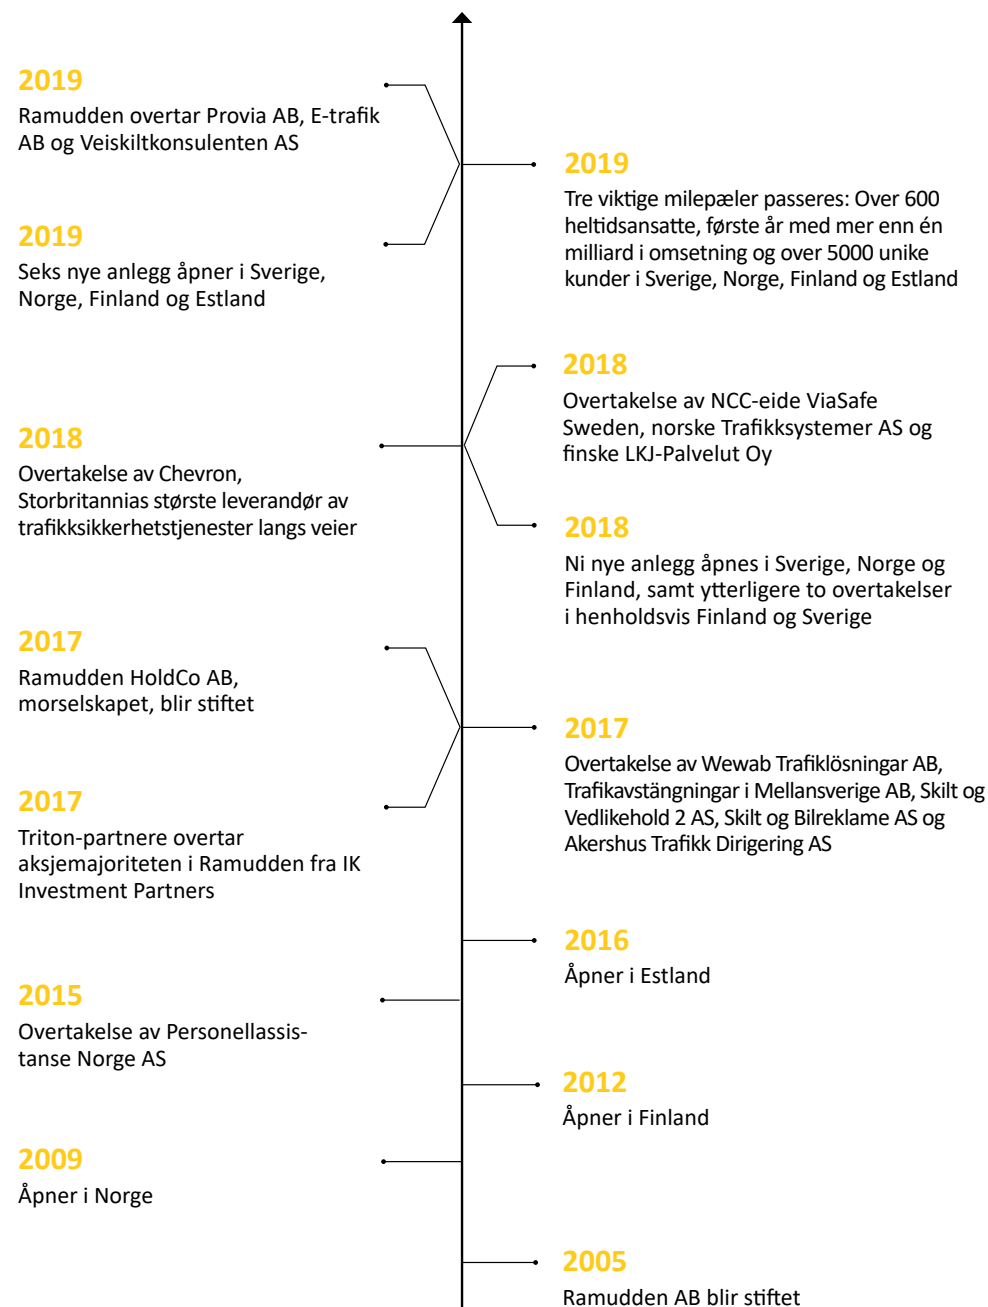 2019
Ramudden overtar Provia AB, E-trafik
AB og Veiskiltkonsulenten AS
2019
Tre viktige milepæler passeres: Over 600
heltidsansatte, første år med mer enn én
milliard i omsetning og over 5000 unike
kunder i Sverige, Norge, Finland og Estland
2019
Seks nye anlegg åpner i Sverige,
Norge, Finland og Estland
2018
Overtakelse av NCC-eide ViaSafe
Sweden, norske Trafikksystemer AS og
finske LKJ-Palvelut Oy
2018
Overtakelse av Chevron,
Storbritannias største leverandør av
trafikksikkerhetstjenester langs veier
2018
Ni nye anlegg åpnes i Sverige, Norge og
Finland, samt ytterligere to overtakelser
i henholdsvis Finland og Sverige
2017
Ramudden HoldCo AB,
morselskapet, blir stiftet
2017
Overtakelse av Wewab Trafiklösningar AB,
Trafikavstängningar i Mellansverige AB, Skilt og
Vedlikehold 2 AS, Skilt og Bilreklame AS og
Akershus Trafikk Dirigering AS
2017
Triton-partnere overtar
aksjemajoriteten i Ramudden fra IK
Investment Partners
2016
Åpner i Estland
2015
Overtakelse av Personellassis-
tanse Norge AS
2012
Åpner i Finland
2009
Åpner i Norge
2005
Ramudden AB blir stiftet